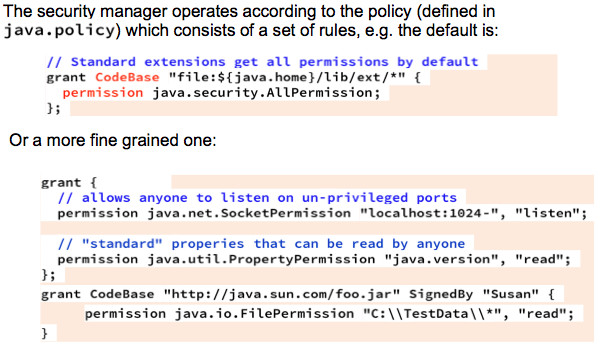 The security manager operates according to the policy (defined in
java.policy) which consists of a set of rules, e.g. the default is:
// Standard extensions get all permissions by default
grant CodeBase "file:${java.home}/lib/ext/*" {
permission java.security.AllPermission;
};
Or a more fine grained one:
grant {
// allows anyone to listen on un-privileged ports
permission java.net.SocketPermission "localhost:1024-", "listen";
// "standard" properies that can be read by anyone
permission java.util.PropertyPermission "java.version", "read";
};
grant CodeBase "http://java.sun.com/foo.jar" SignedBy "Susan" {
permission java.io.FilePermission "C:\\TestData\\*", "read";
}